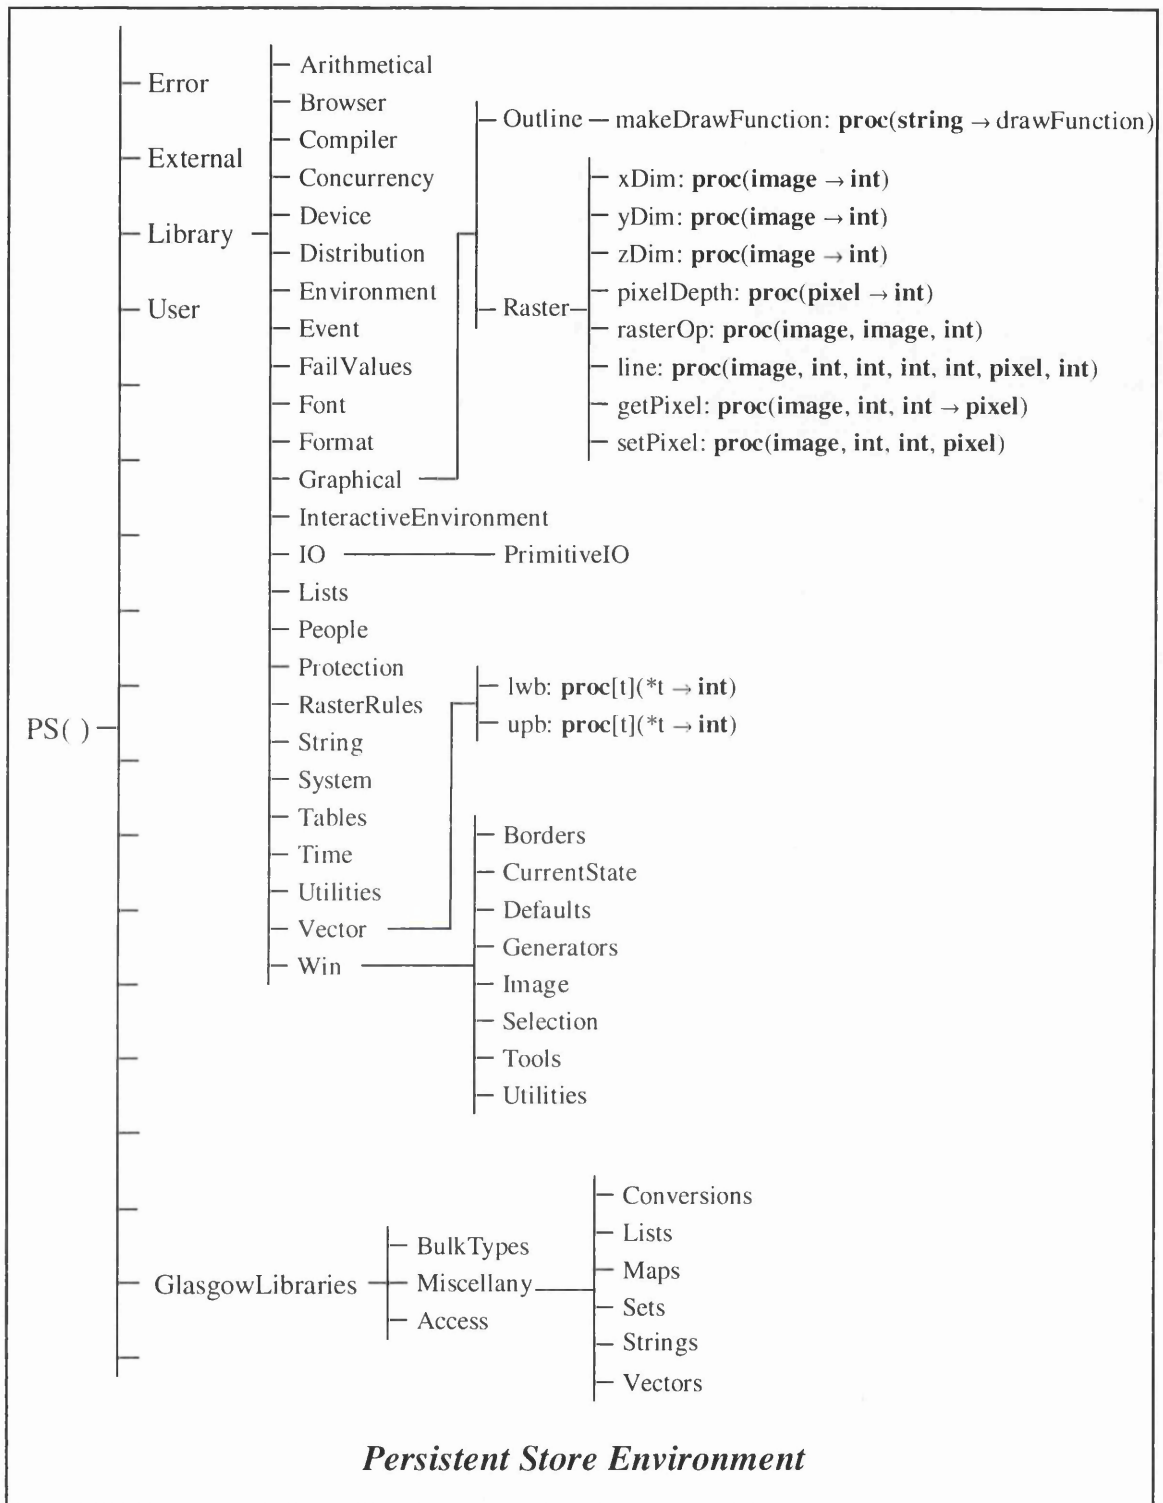 PS( )
Error
External
Library
User
GlasgowLibraries
Arithmetical
Browser
Compiler
Concurrency
Device
Distribution
Environment
Event
FailValues
Font
Format
Graphical
InteractiveEnvironment
IO
Lists
People
Protection
RasterRules
String
System
Tables
Time
Utilities
Vector
Win
Outline
makeDrawFunction: proc(string → drawFunction)
Raster
xDim: proc(image → int)
yDim: proc(image → int)
zDim: proc(image → int)
pixelDepth: proc(pixel → int)
rasterOp: proc(image, image, int)
line: proc(image, int, int, int, int, pixel, int)
getPixel: proc(image, int, int → pixel)
setPixel: proc(image, int, int, pixel)
PrimitiveIO
lwb: proc[t](*t → int)
upb: proc[t](*t → int)
Borders
CurrentState
Defaults
Generators
Image
Selection
Tools
Utilities
BulkTypes
Miscellany
Access
Conversions
Lists
Maps
Sets
Strings
Vectors
Persistent Store Environment